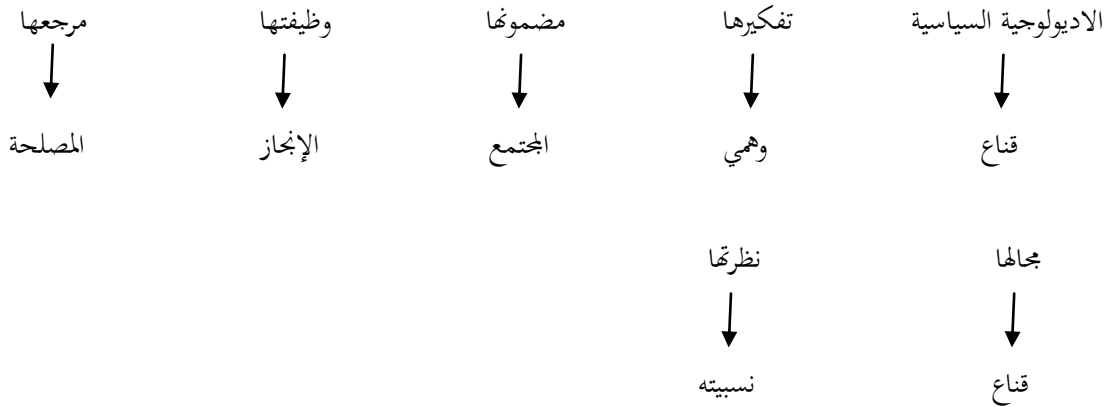 الاديولوجية السياسية تفكيرها مضمونها وظيفتها مرجعها
قناع وهمي المجتمع الإنجاز المصلحة
مجالها نظرتها
قناع نسبيته